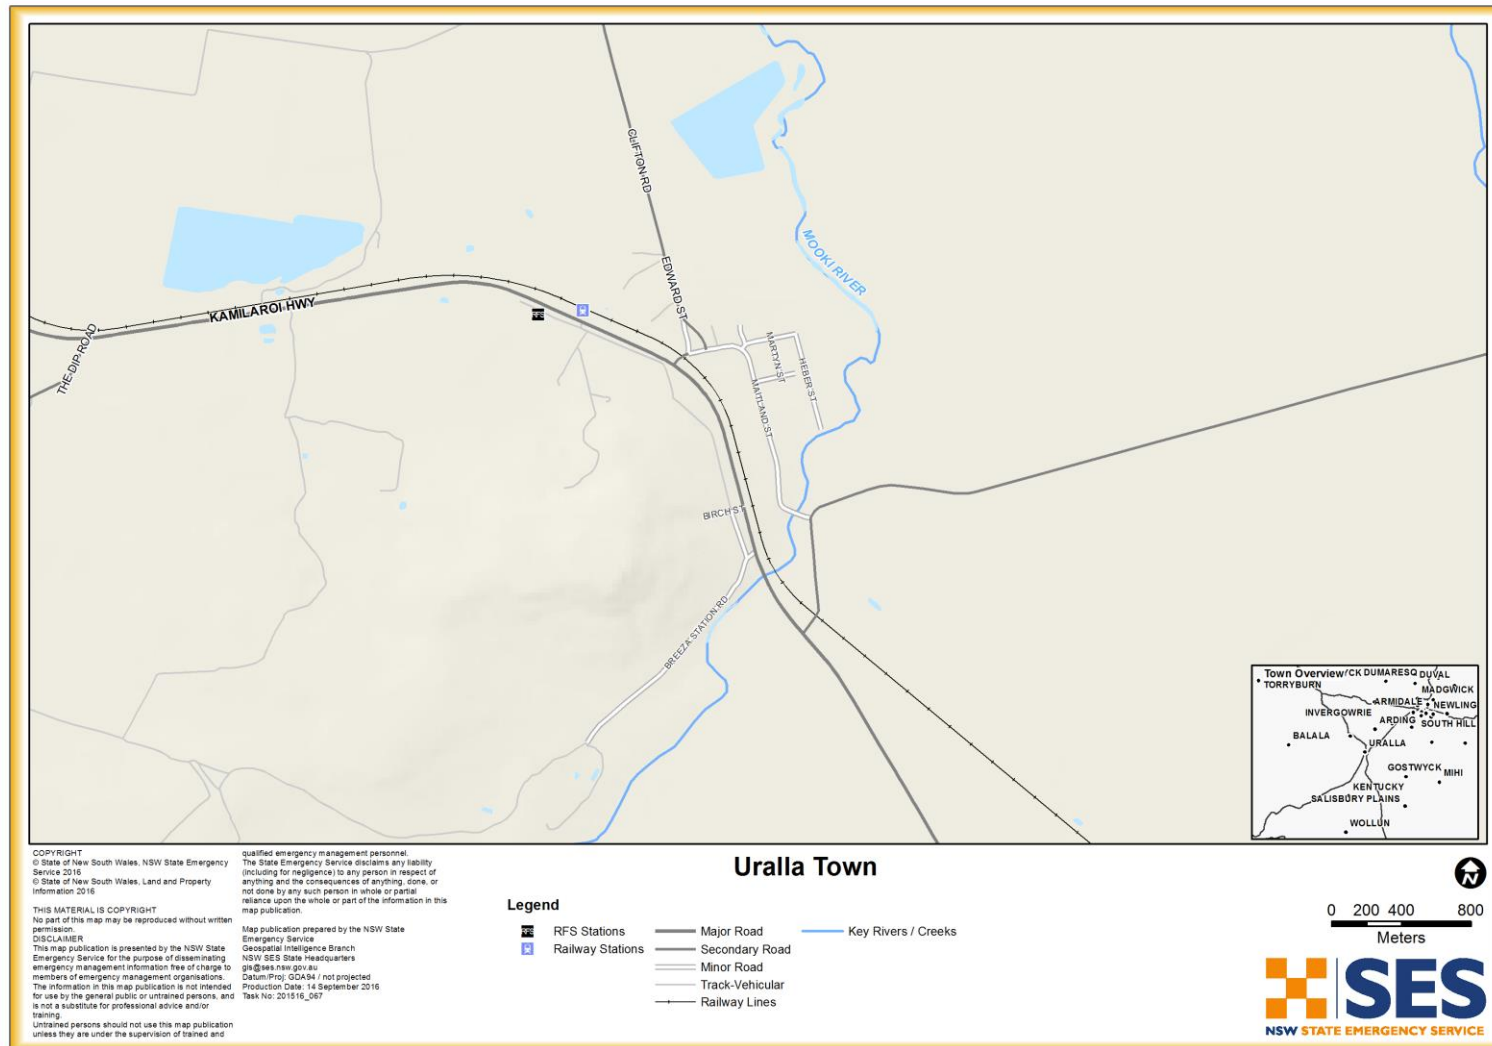 CLIFTON RD
MOOKI RIVER
EDWARD ST
KAMILAROI HWY
RFS
THE DIP ROAD
MARTYN ST
HEBER ST
MAITLAND ST
BIRCH ST
BREEZA STATION RD
Town Overview
YCK DUMARESQ DUVAL
TORRYBURN
MADGWICK
ARMIDALE NEWLING
INVERGOWRIE
ARDING SOUTH HILL
BALALA
URALLA
GOSTWYCK MIHI
KENTUCKY
SALISBURY PLAINS
WOLLUN
COPYRIGHT
© State of New South Wales, NSW State Emergency
Service 2016
© State of New South Wales, Land and Property
Information 2016
THIS MATERIAL IS COPYRIGHT
No part of this map may be reproduced without written
permission.
DISCLAIMER
This map publication is presented by the NSW State
Emergency Service for the purpose of disseminating
emergency management information free of charge to
members of emergency management organisations.
The information in this map publication is not intended
for use by the general public or untrained persons, and
is not a substitute for professional advice and/or
training.
Untrained persons should not use this map publication
unless they are under the supervision of trained and
qualified emergency management personnel.
The State Emergency Service disclaims any liability
(including for negligence) to any person in respect of
anything and the consequences of anything, done, or
not done by any such person in whole or partial
reliance upon the whole or part of the information in this
map publication.
Map publication prepared by the NSW State
Emergency Service
Geospatial Intelligence Branch
NSW SES State Headquarters
gis@ses.nsw.gov.au
Datum/Proj: GDA94 / not projected
Production Date: 14 September 2016
Task No: 201516_067
Uralla Town
Legend
RFS RFS Stations
Railway Stations
Major Road
Secondary Road
Minor Road
Track-Vehicular
Railway Lines
Key Rivers / Creeks
N
0 200 400 800
Meters
SES
NSW STATE EMERGENCY SERVICE